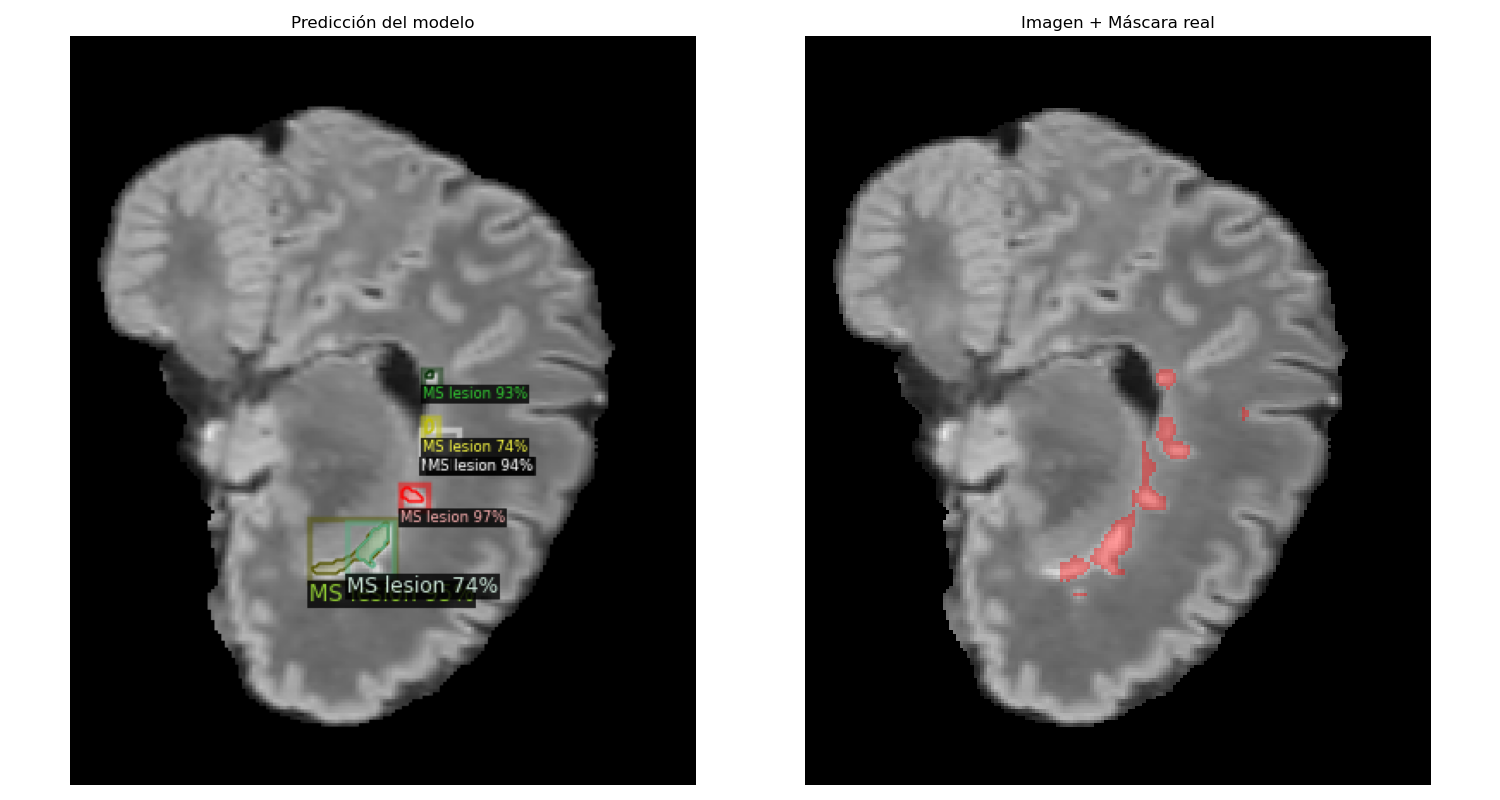 Predicción del modelo
Imagen + Máscara real
MS lesion 93%
MS lesion 74%
MS lesion 94%
MS lesion 97%
MS lesion 74%
MS